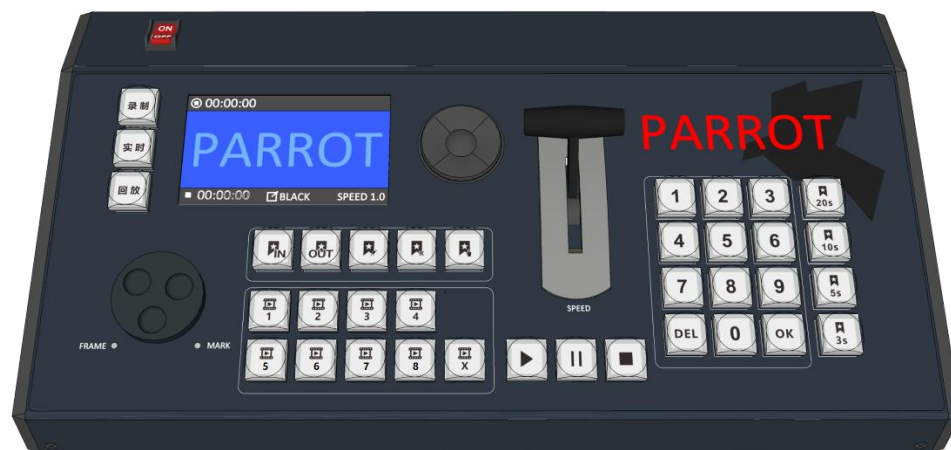 ON
OFF
录制
实时
回放
00:00:00
PARROT
00:00:00 BLACK SPEED 1.0
PARROT
IN
OUT
1 2 3 4
5 6 7 8 X
FRAME
MARK
SPEED
1 2 3 20s
4 5 6 10s
7 8 9 5s
DEL 0 OK 3s